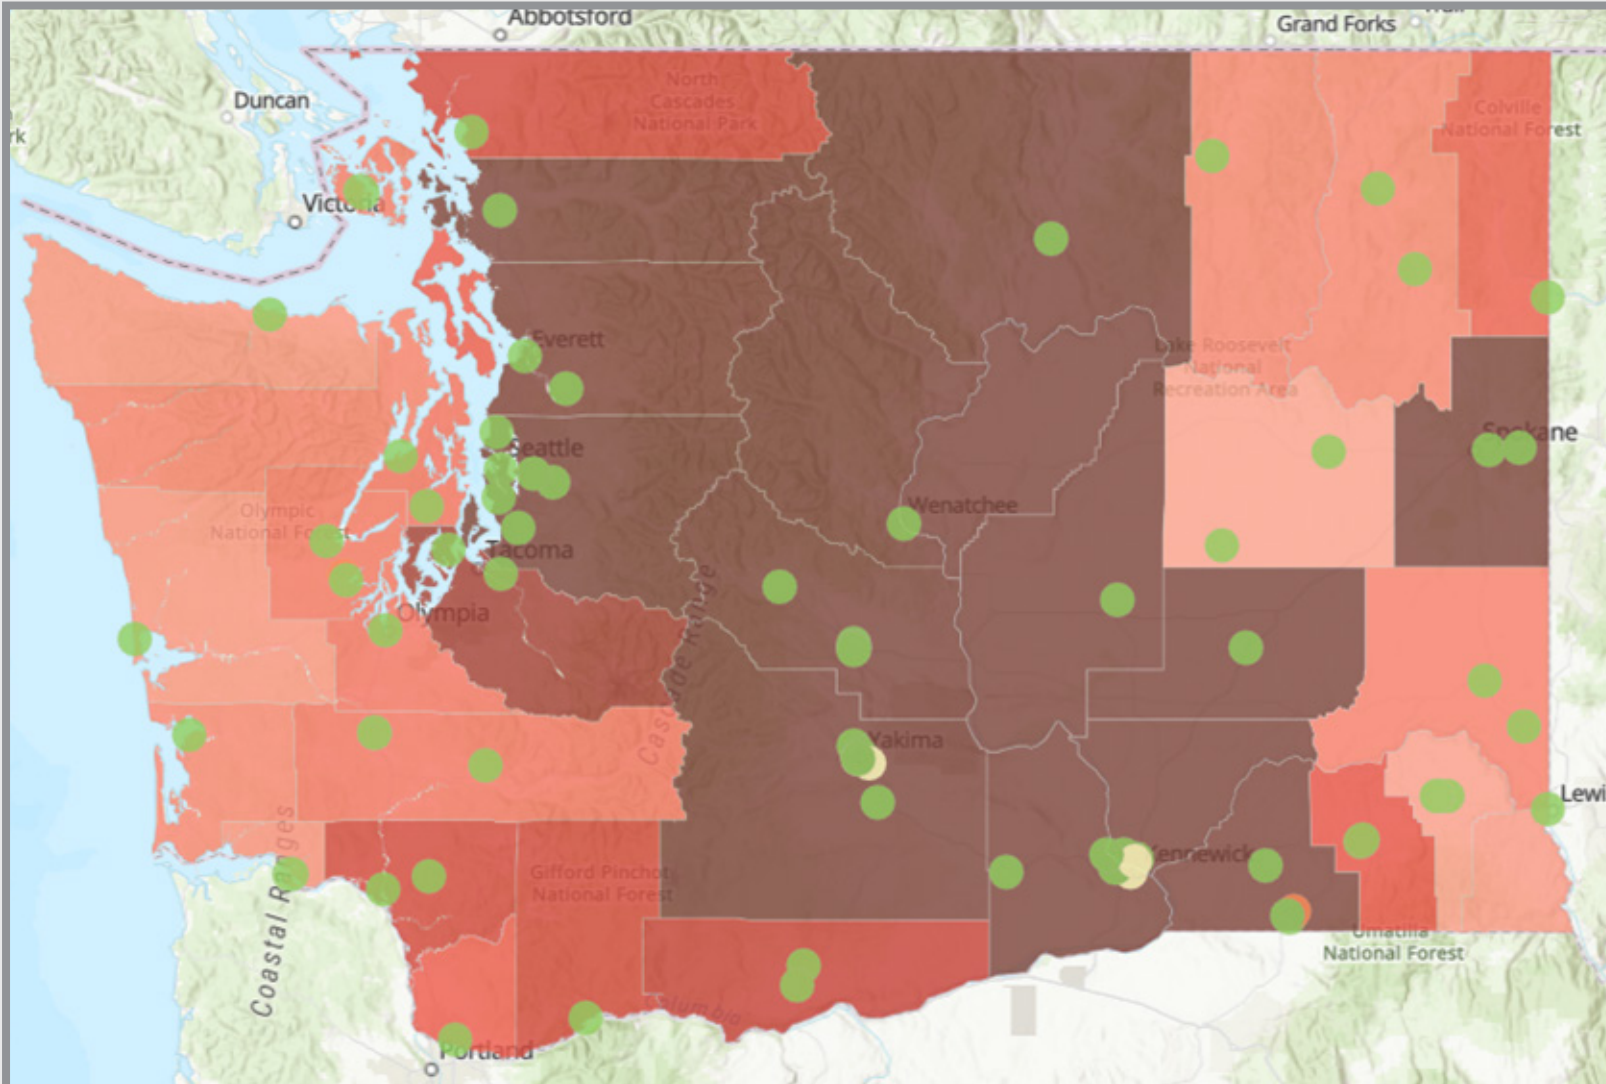 Abbotsford
Grand Forks
Duncan
North
Cascades
National Park
Colville
National Forest
rk
Victoria
Everett
Lake Roosevelt
National
Recreation Area
Seattle
Spokane
Wenatchee
Olympic
National Forest
Tacoma
Olympia
Cascade Range
Yakima
Lewi
Kennewick
Gifford Pinchot
National Forest
Coastal Ranges
Umatilla
National Forest
Columbia
Portland